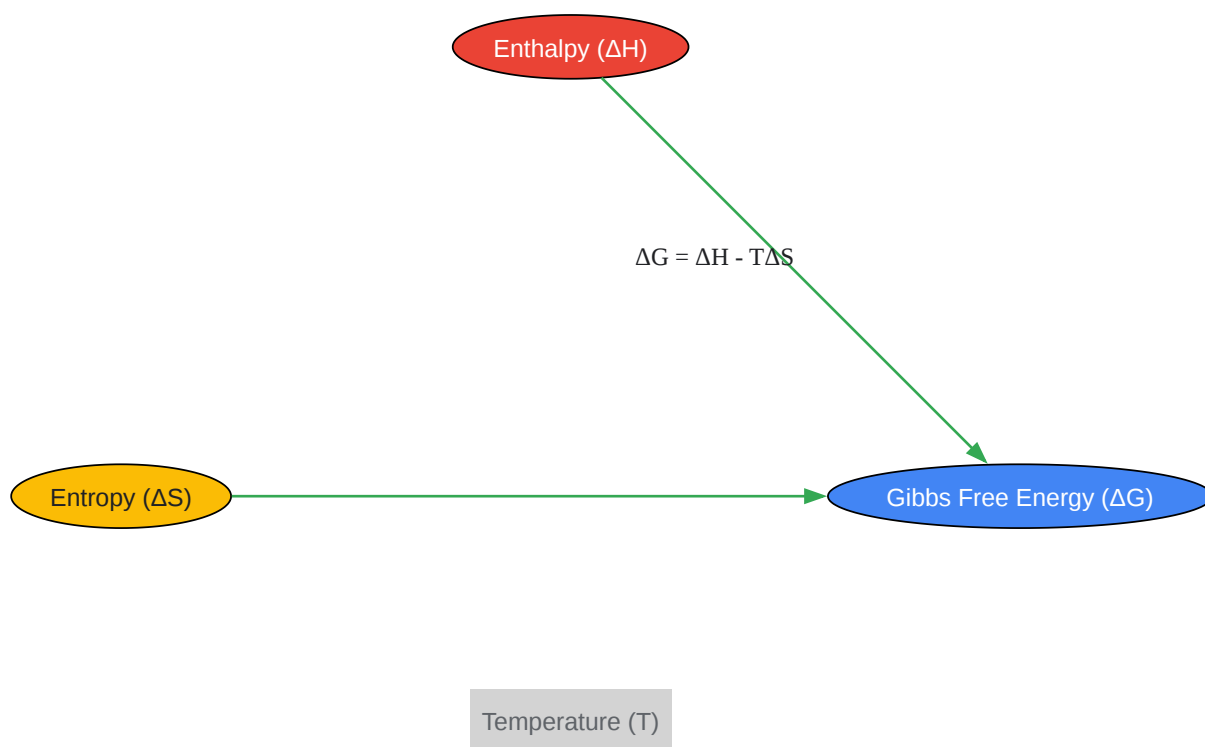 Enthalpy (ΔH)
ΔG = ΔH - TΔS
Entropy (ΔS)
Gibbs Free Energy (ΔG)
Temperature (T)